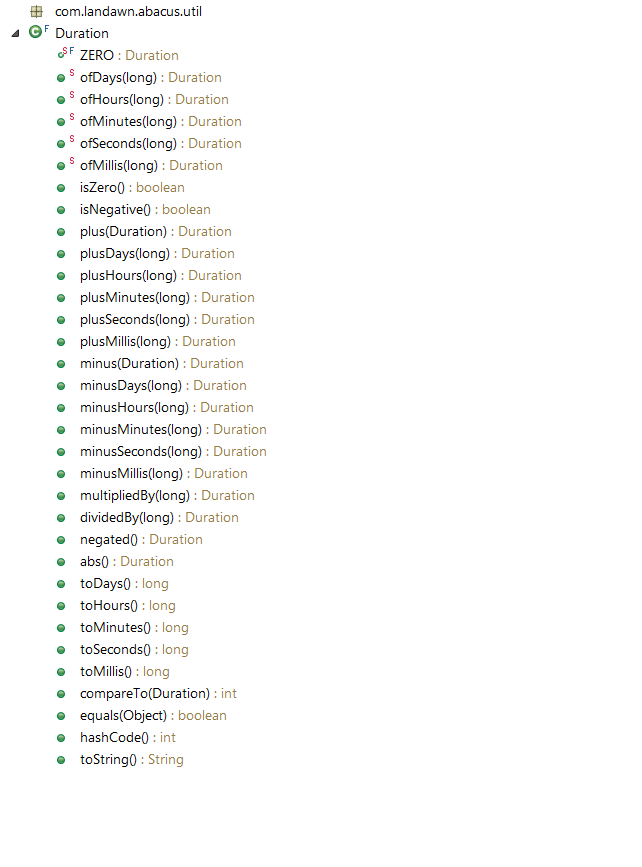 com.landawn.abacus.util
C F Duration
S F ZERO : Duration
S ofDays(long) : Duration
S ofHours(long) : Duration
S ofMinutes(long) : Duration
S ofSeconds(long) : Duration
S ofMillis(long) : Duration
isZero() : boolean
isNegative() : boolean
plus(Duration) : Duration
plusDays(long) : Duration
plusHours(long) : Duration
plusMinutes(long) : Duration
plusSeconds(long) : Duration
plusMillis(long) : Duration
minus(Duration) : Duration
minusDays(long) : Duration
minusHours(long) : Duration
minusMinutes(long) : Duration
minusSeconds(long) : Duration
minusMillis(long) : Duration
multipliedBy(long) : Duration
dividedBy(long) : Duration
negated() : Duration
abs() : Duration
toDays() : long
toHours() : long
toMinutes() : long
toSeconds() : long
toMillis() : long
compareTo(Duration) : int
equals(Object) : boolean
hashCode() : int
toString() : String